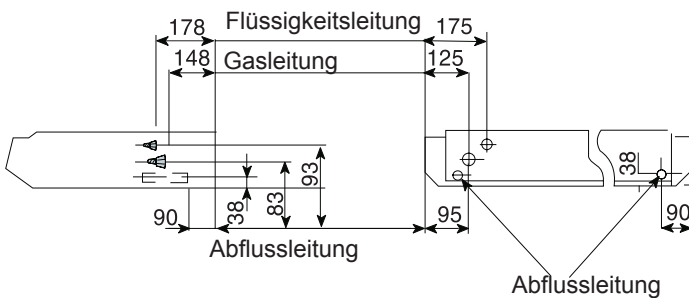 178 Flüssigkeitsleitung 175
148 Gasleitung 125
38
93
83
38
90 95 90
Abflussleitung
Abflussleitung